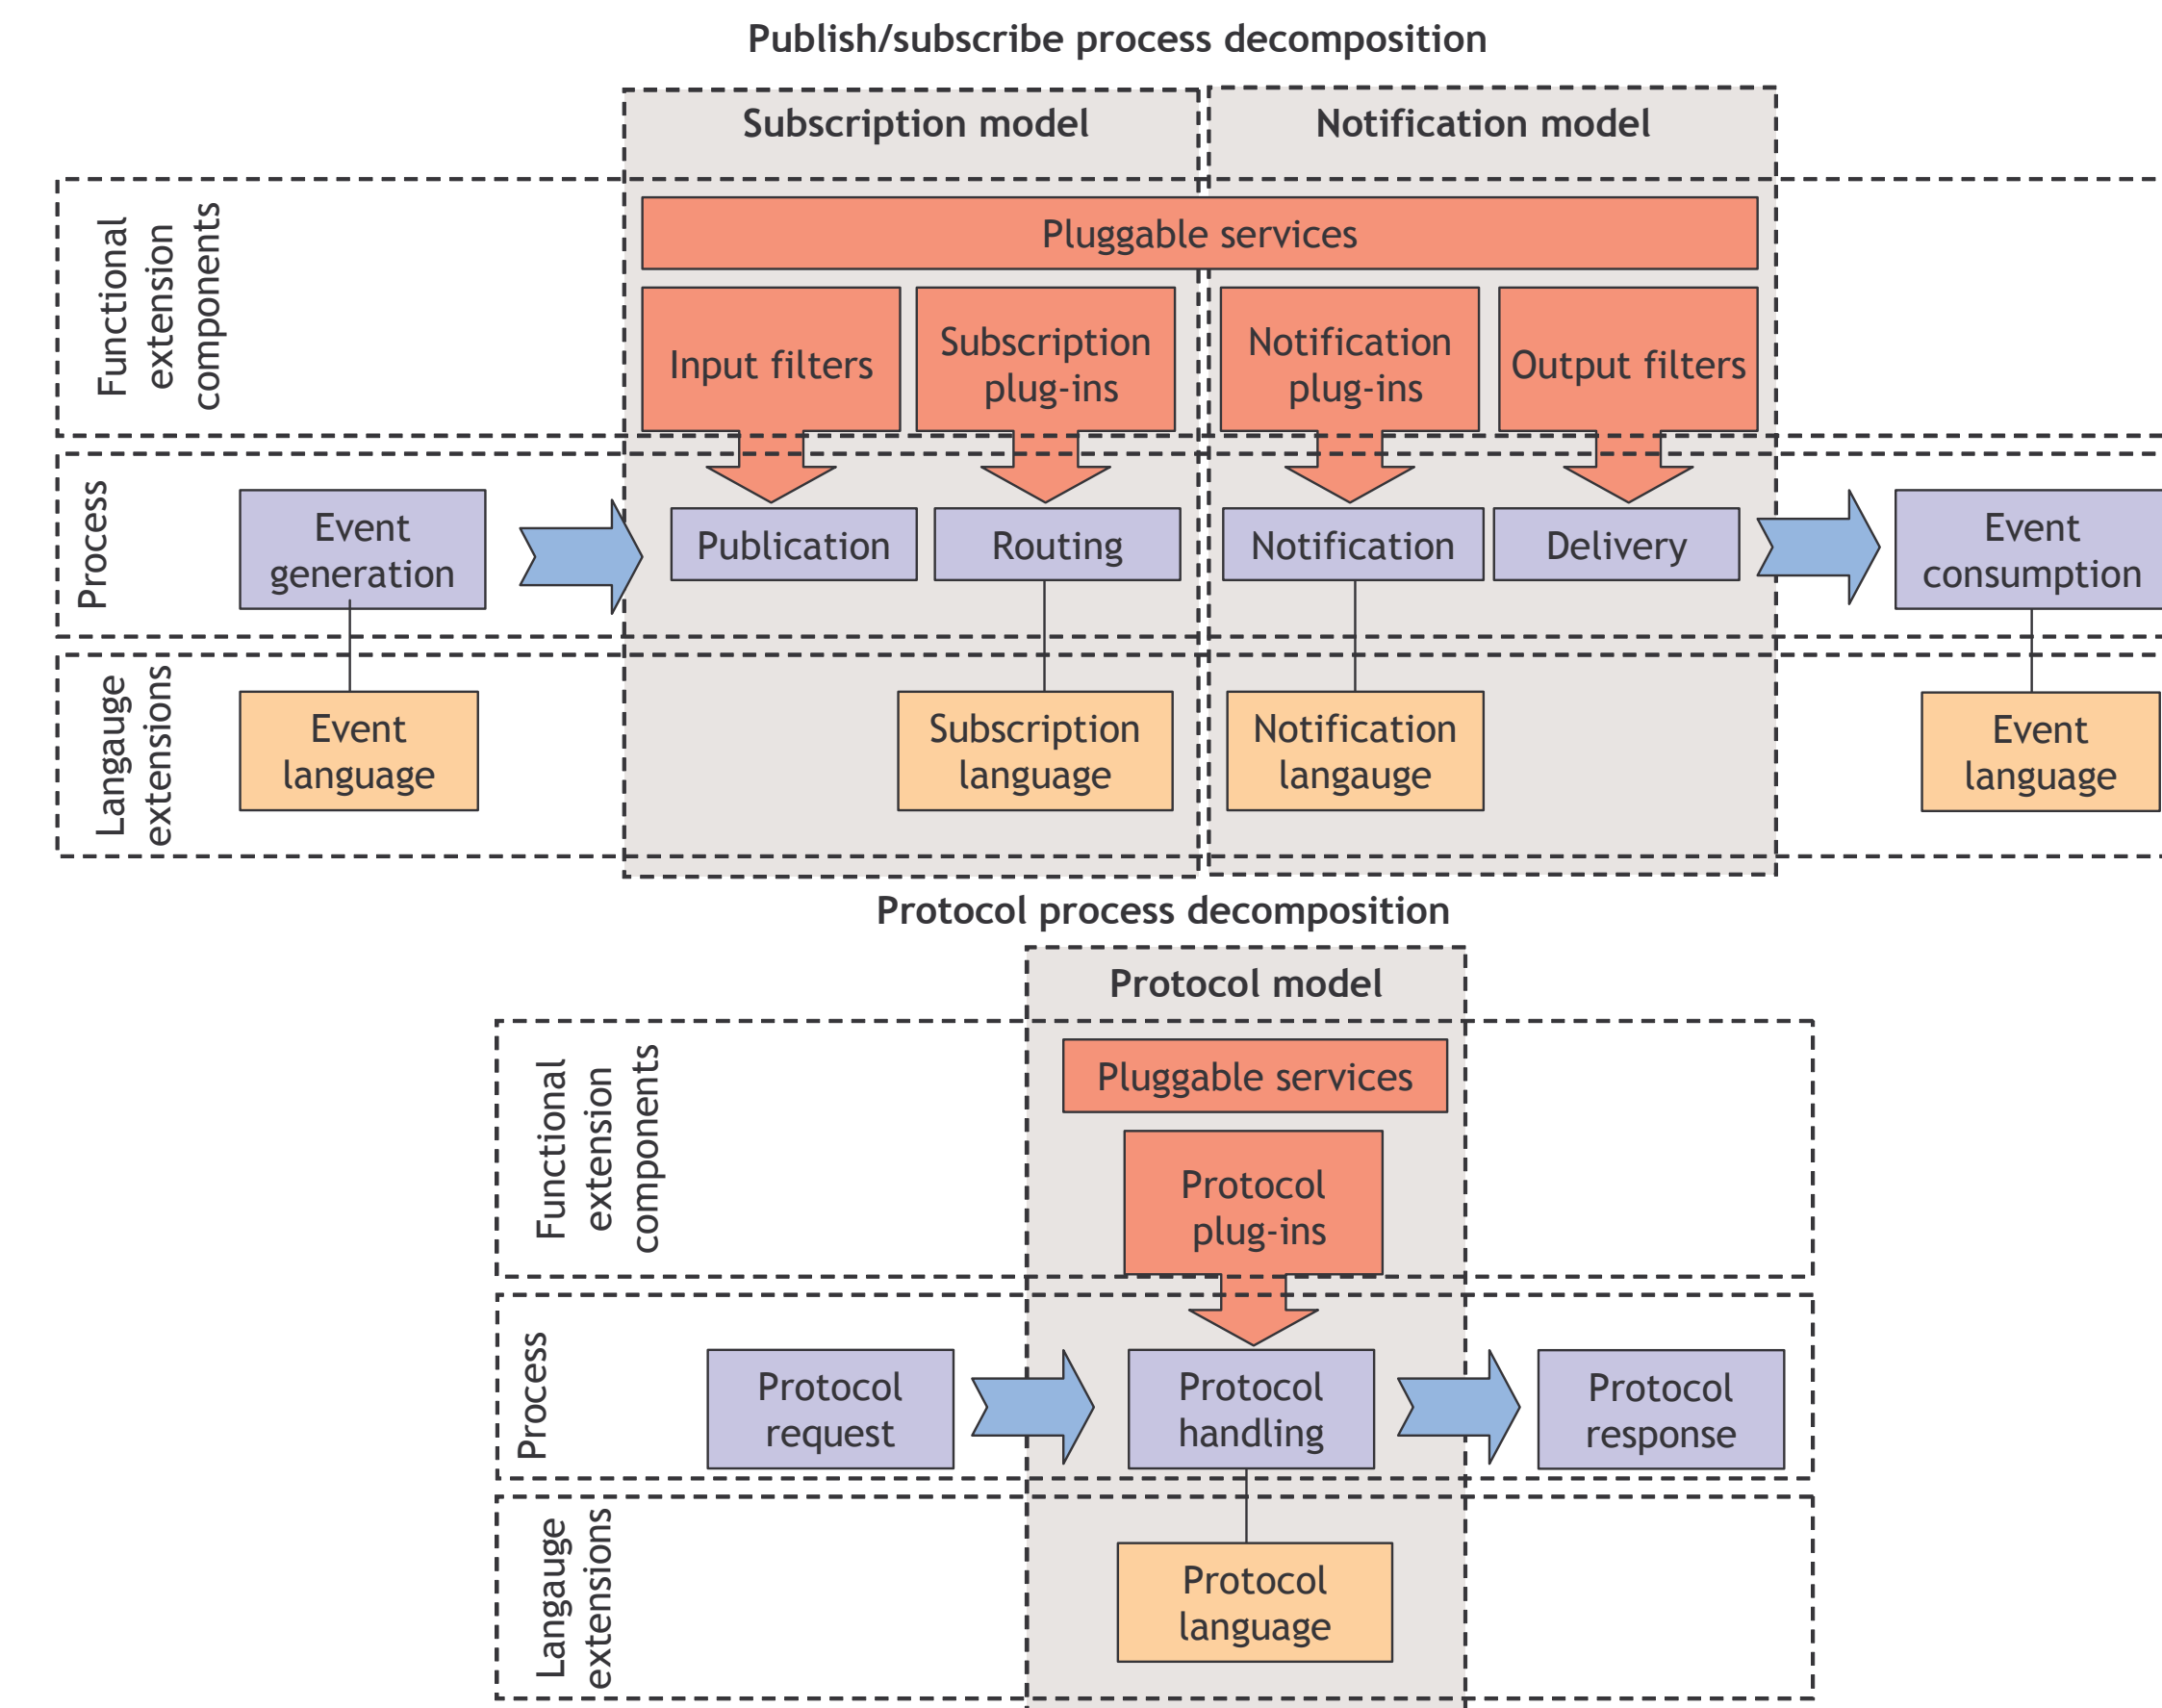 Publish/subscribe process decomposition
Subscription model
Notification model
Functional
extension
components
Pluggable services
Input filters
Subscription
plug-ins
Notification
plug-ins
Output filters
Process
Event
generation
Publication
Routing
Notification
Delivery
Event
consumption
Langauge
extensions
Event
language
Subscription
language
Notification
langauge
Event
language
Protocol process decomposition
Protocol model
Functional
extension
components
Pluggable services
Protocol
plug-ins
Process
Protocol
request
Protocol
handling
Protocol
response
Langauge
extensions
Protocol
language